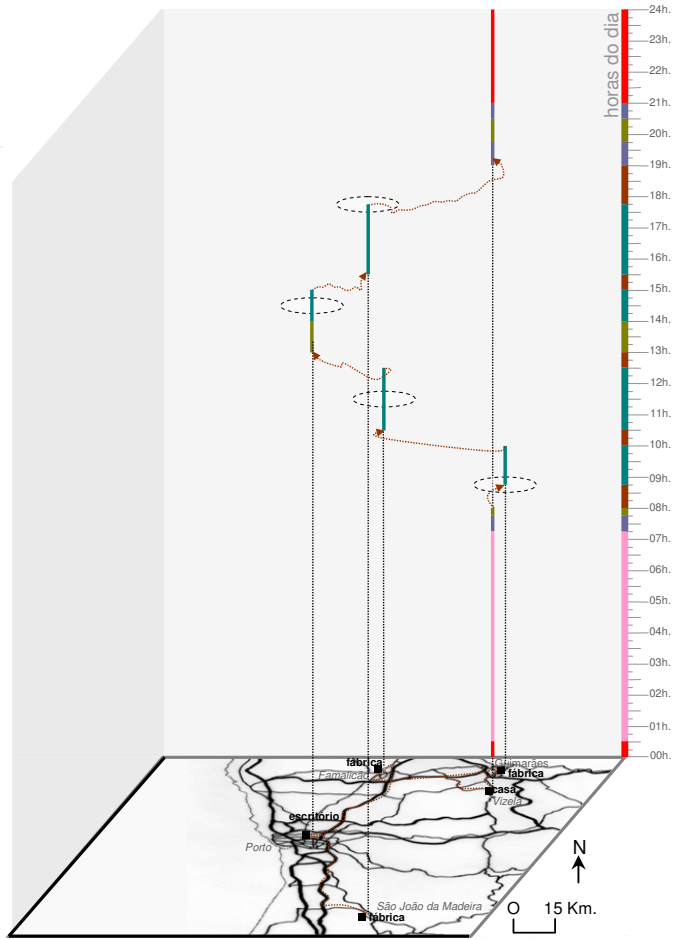 horas do dia
24h.
23h.
22h.
21h.
20h.
19h.
18h.
17h.
16h.
15h.
14h.
13h.
12h.
11h.
10h.
09h.
08h.
07h.
06h.
05h.
04h.
03h.
02h.
01h.
00h.
fábrica
Famalicão
Guimarães
fábrica
casa
Vizela
escritório
Porto
São João da Madeira
fábrica
N
O 15 Km.